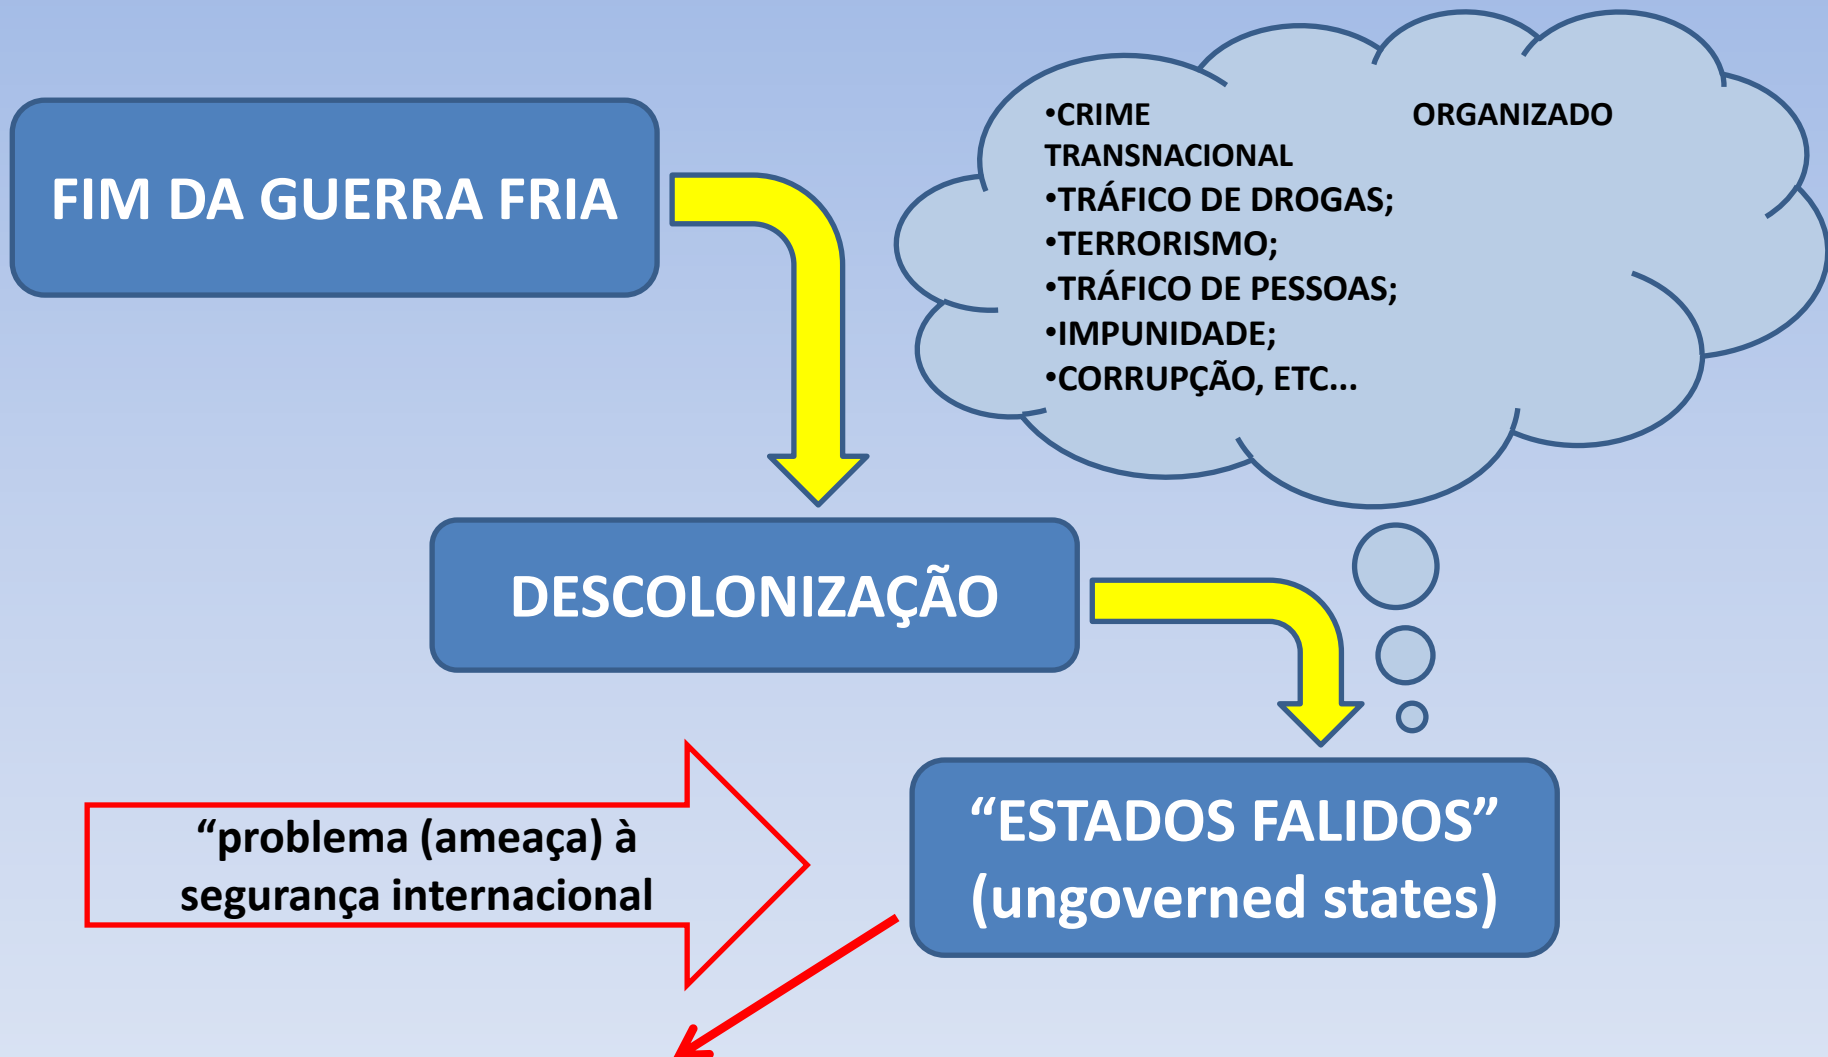 FIM DA GUERRA FRIA
•CRIME ORGANIZADO
TRANSNACIONAL
•TRÁFICO DE DROGAS;
•TERRORISMO;
•TRÁFICO DE PESSOAS;
•IMPUNIDADE;
•CORRUPÇÃO, ETC...
DESCOLONIZAÇÃO
“problema (ameaça) à
segurança internacional
“ESTADOS FALIDOS”
(ungoverned states)